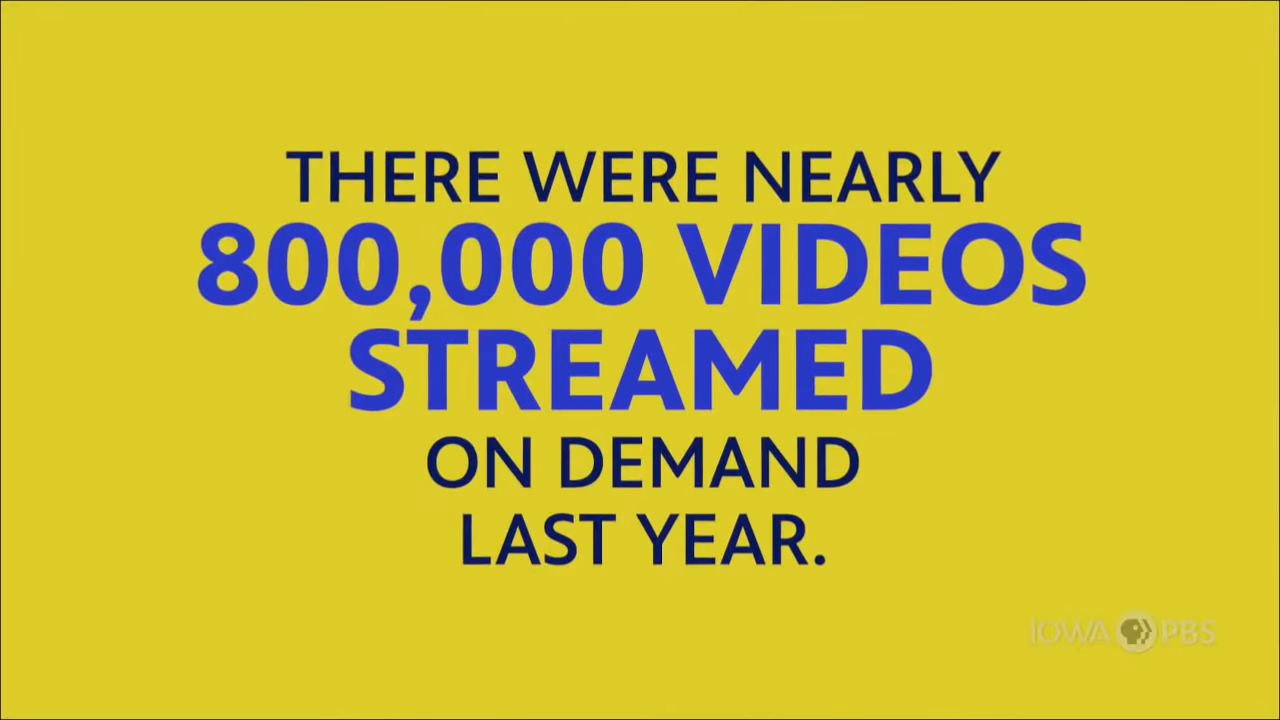 THERE WERE NEARLY
800,000 VIDEOS
STREAMED
ON DEMAND
LAST YEAR.
IOWA PBS